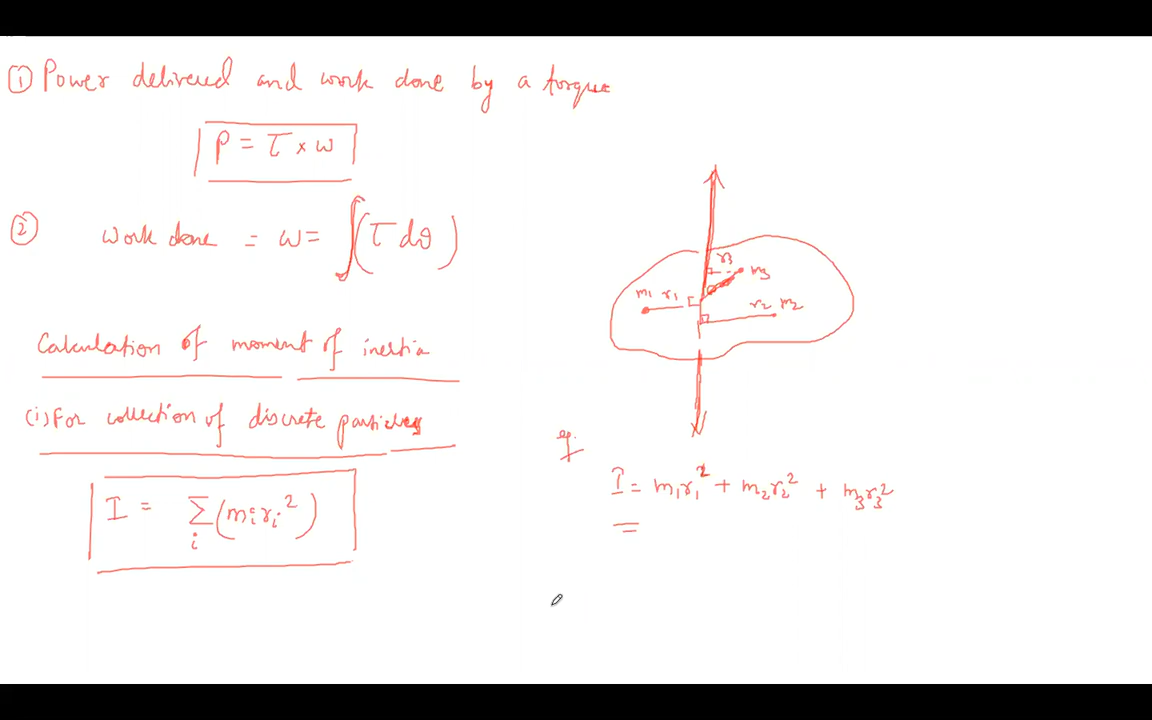 ① Power delivered and work done by a torque
P = τ × ω
② work done = W = ∫(τ dθ)
Calculation of moment of inertia
(i) For collection of discrete particles
I = Σ_i (m_i r_i²)
r3
m3
m1 r1
r2 m2
eg.
I = m₁r₁² + m₂r₂² + m₃r₃²